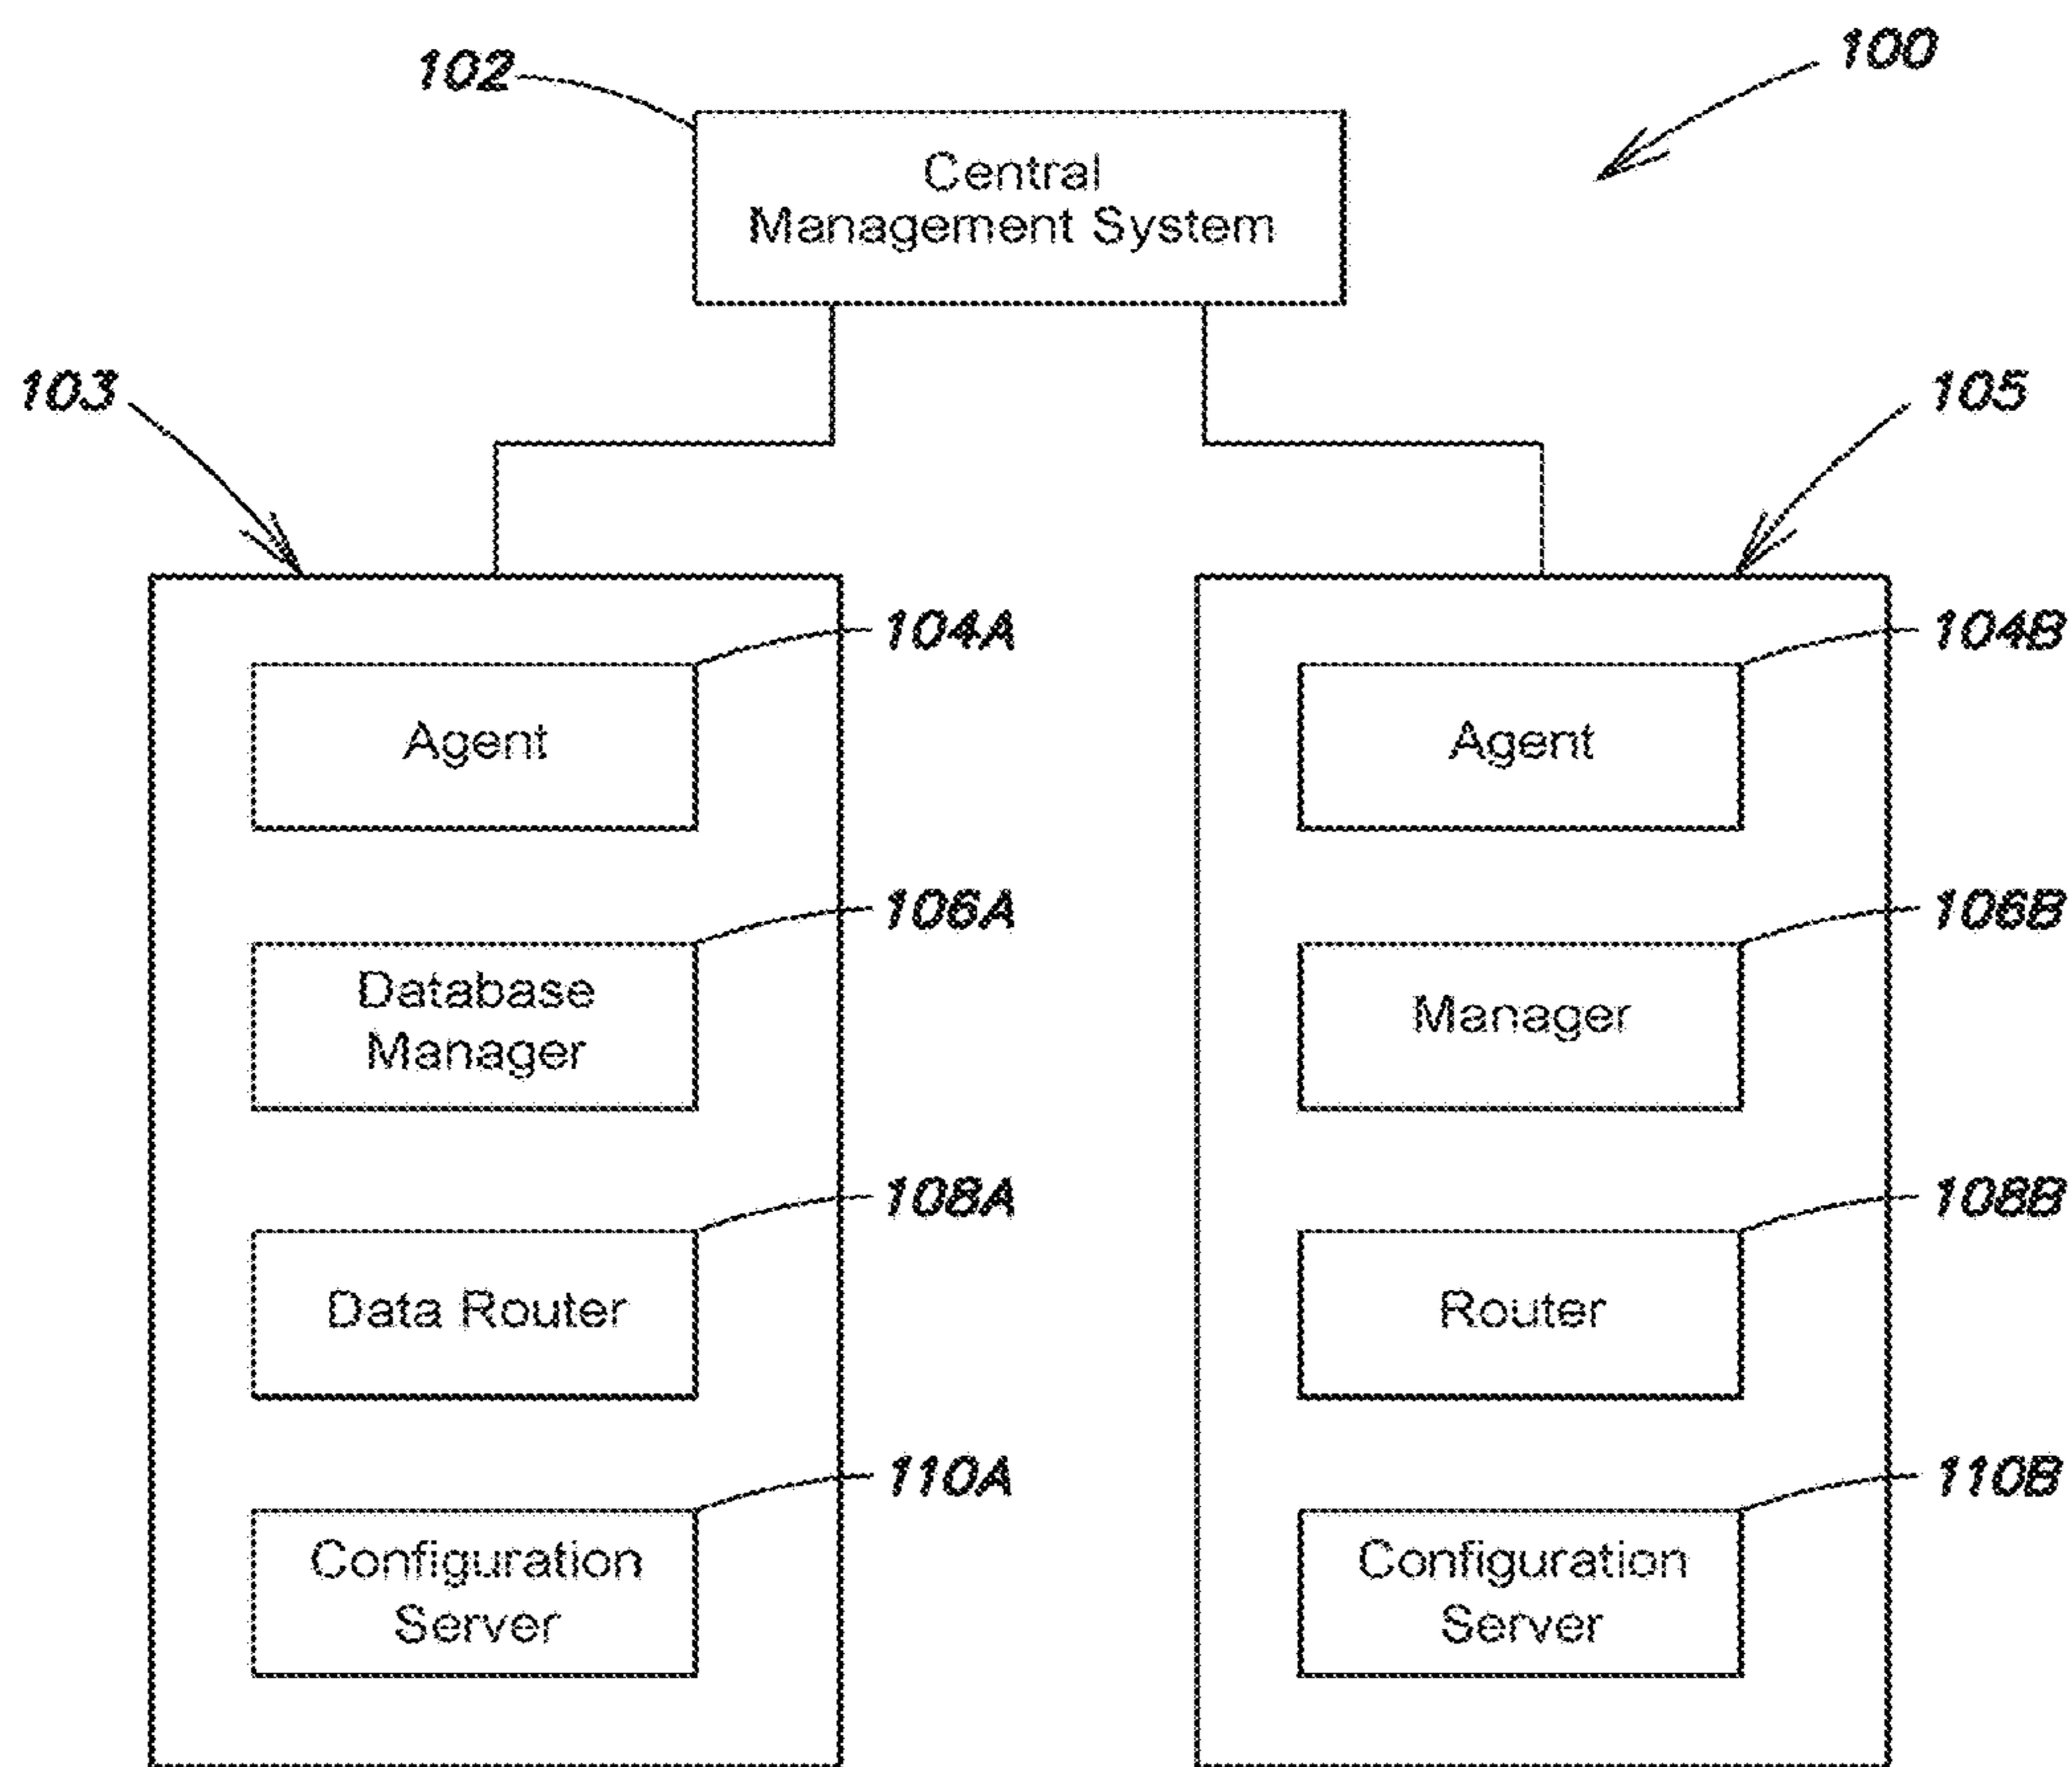 100
102
Central
Management System
103
105
104A
Agent
106A
Database
Manager
108A
Data Router
110A
Configuration
Server
104B
Agent
106B
Manager
108B
Router
110B
Configuration
Server